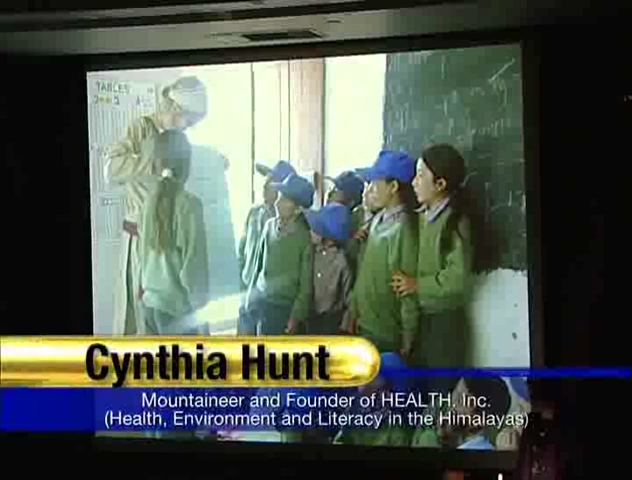 TABLES
Cynthia Hunt
Mountaineer and Founder of HEALTH, Inc.
(Health, Environment and Literacy in the Himalayas)